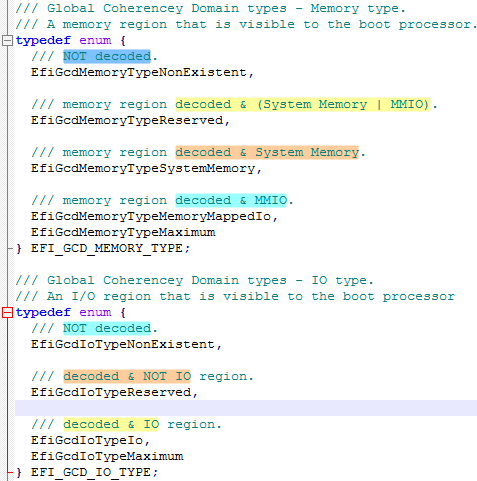 /// Global Coherencey Domain types - Memory type.
/// A memory region that is visible to the boot processor.
typedef enum {
/// NOT decoded.
EfiGcdMemoryTypeNonExistent,
/// memory region decoded & (System Memory | MMIO).
EfiGcdMemoryTypeReserved,
/// memory region decoded & System Memory.
EfiGcdMemoryTypeSystemMemory,
/// memory region decoded & MMIO.
EfiGcdMemoryTypeMemoryMappedIo,
EfiGcdMemoryTypeMaximum
} EFI_GCD_MEMORY_TYPE;
/// Global Coherencey Domain types - IO type.
/// An I/O region that is visible to the boot processor
typedef enum {
/// NOT decoded.
EfiGcdIoTypeNonExistent,
/// decoded & NOT IO region.
EfiGcdIoTypeReserved,
/// decoded & IO region.
EfiGcdIoTypeIo,
EfiGcdIoTypeMaximum
} EFI_GCD_IO_TYPE;